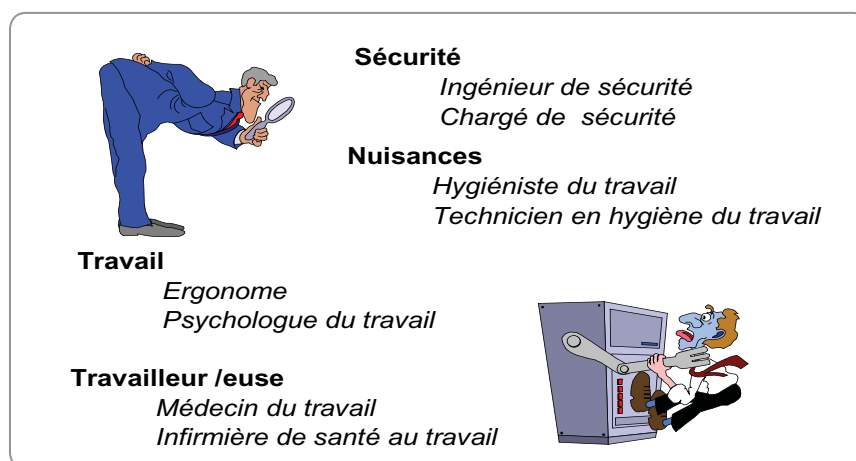 Sécurité
Ingénieur de sécurité
Chargé de sécurité
Nuisances
Hygiéniste du travail
Technicien en hygiène du travail
Travail
Ergonome
Psychologue du travail
Travailleur /euse
Médecin du travail
Infirmière de santé au travail